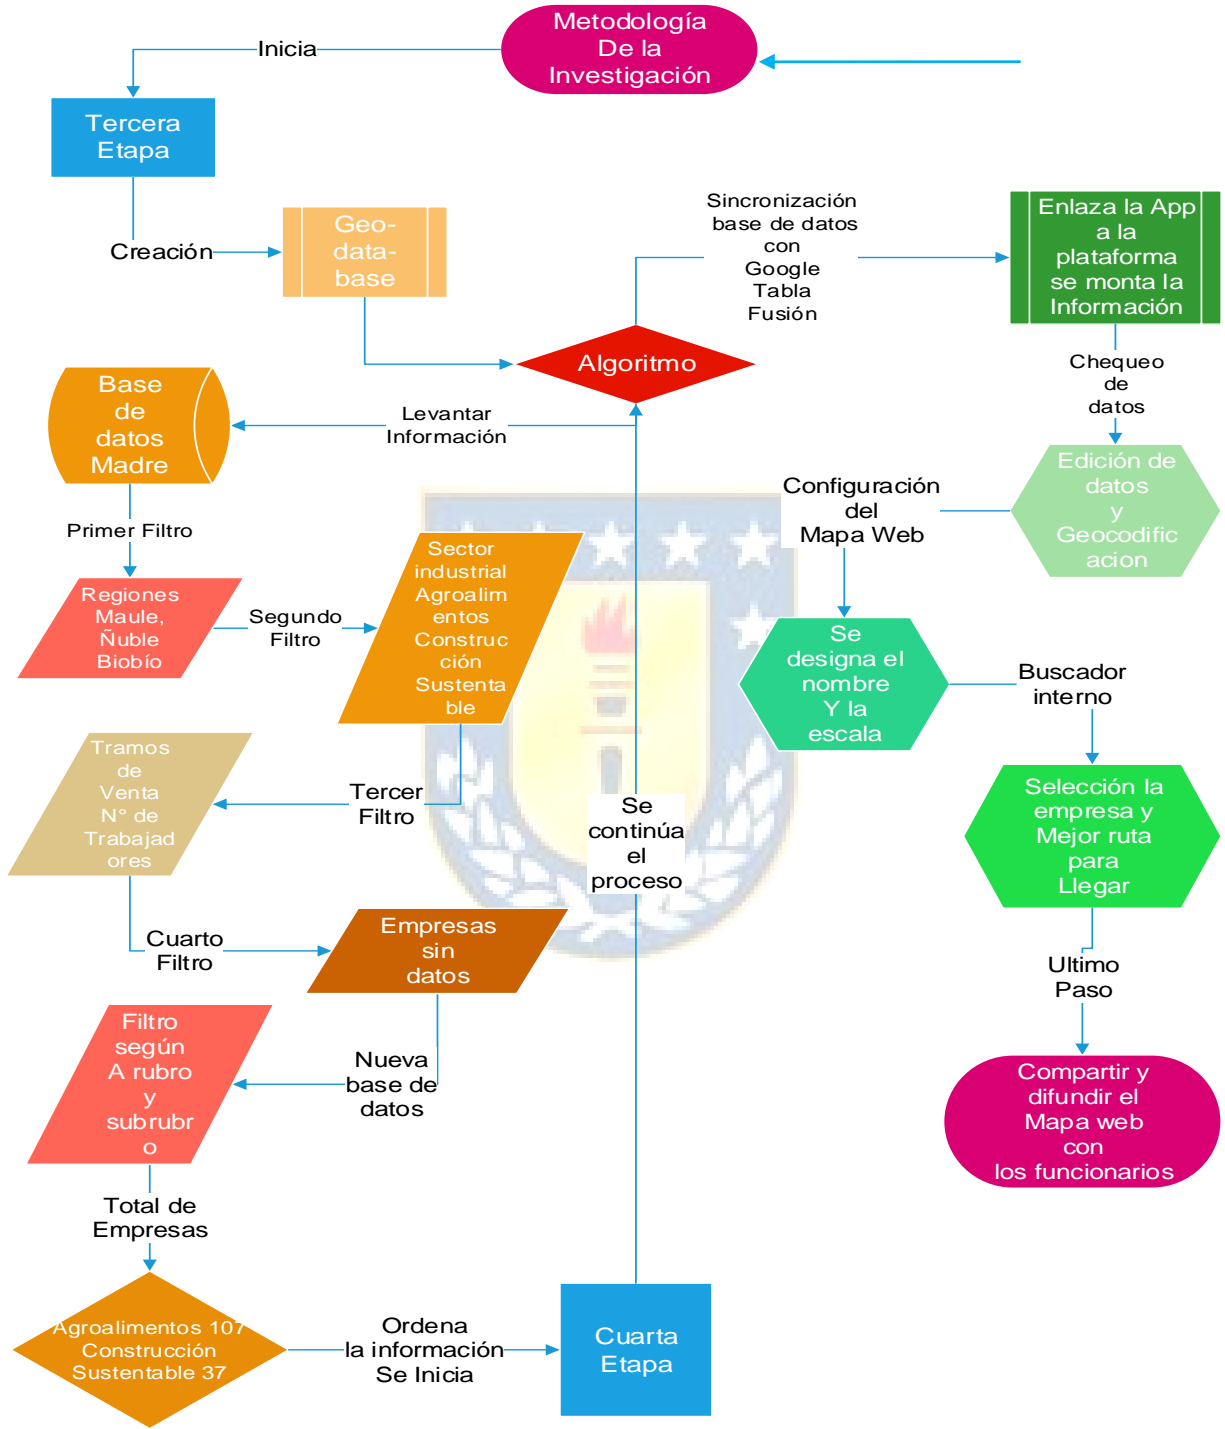 Metodología
De la
Investigación
Inicia
Tercera
Etapa
Creación
Geo-
data-
base
Algoritmo
Sincronización
base de datos
con
Google
Tabla
Fusión
Enlaza la App
a la
plataforma
se monta la
Información
Chequeo
de
datos
Edición de
datos
y
Geocodific
acion
Configuración
del
Mapa Web
Se
designa el
nombre
Y la
escala
Buscador
interno
Selección la
empresa y
Mejor ruta
para
Llegar
Ultimo
Paso
Compartir y
difundir el
Mapa web
con
los funcionarios
Levantar
Información
Base
de
datos
Madre
Primer Filtro
Regiones
Maule,
Ñuble
Biobío
Segundo
Filtro
Sector
industrial
Agroalim
entos
Construc
ción
Sustenta
ble
Tercer
Filtro
Tramos
de
Venta
N° de
Trabajad
ores
Cuarto
Filtro
Empresas
sin
datos
Nueva
base de
datos
Filtro
según
A rubro
y
subrubr
o
Total de
Empresas
Agroalimentos 107
Construcción
Sustentable 37
Ordena
la información
Se Inicia
Cuarta
Etapa
Se
continúa
el
proceso